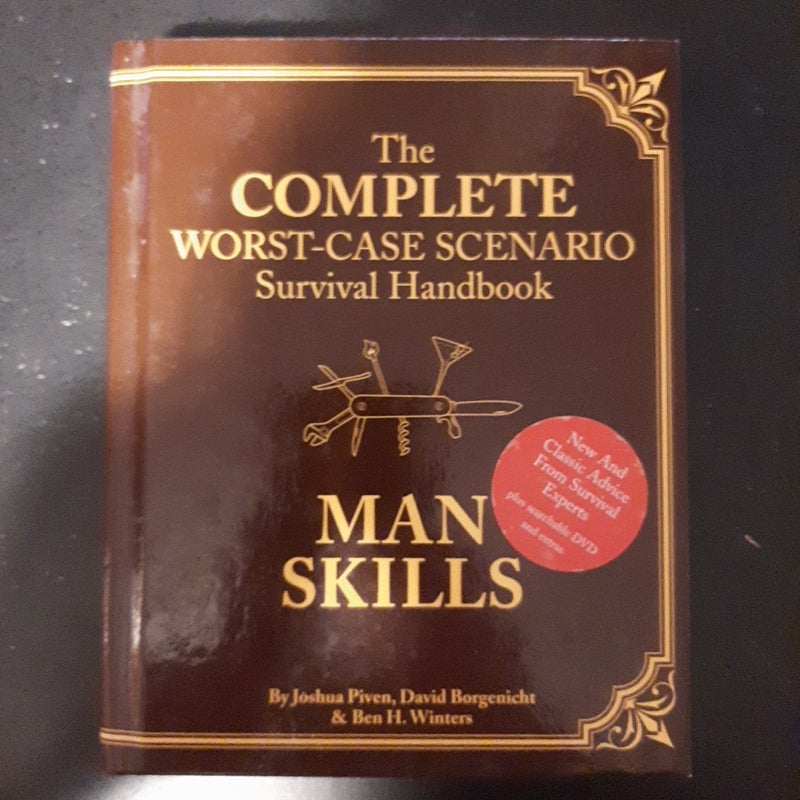 The
COMPLETE
WORST-CASE SCENARIO
Survival Handbook
New And
Classic Advice
From Survival
Experts
plus searchable DVD
and extras
MAN
SKILLS
By Joshua Piven, David Borgenicht
& Ben H. Winters